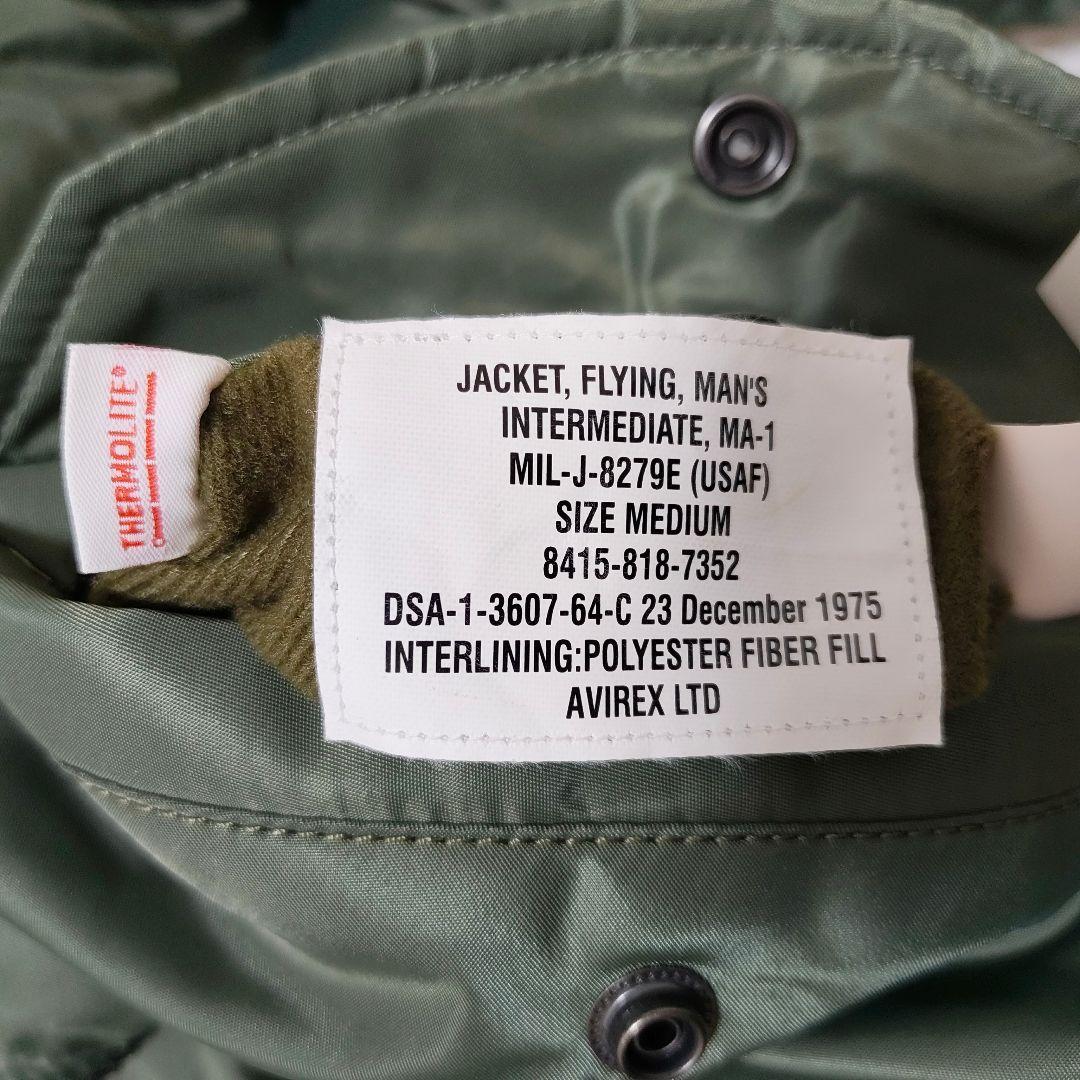 JACKET, FLYING, MAN'S
INTERMEDIATE, MA-1
MIL-J-8279E (USAF)
SIZE MEDIUM
8415-818-7352
DSA-1-3607-64-C 23 December 1975
INTERLINING:POLYESTER FIBER FILL
AVIREX LTD
THERMOLITE®